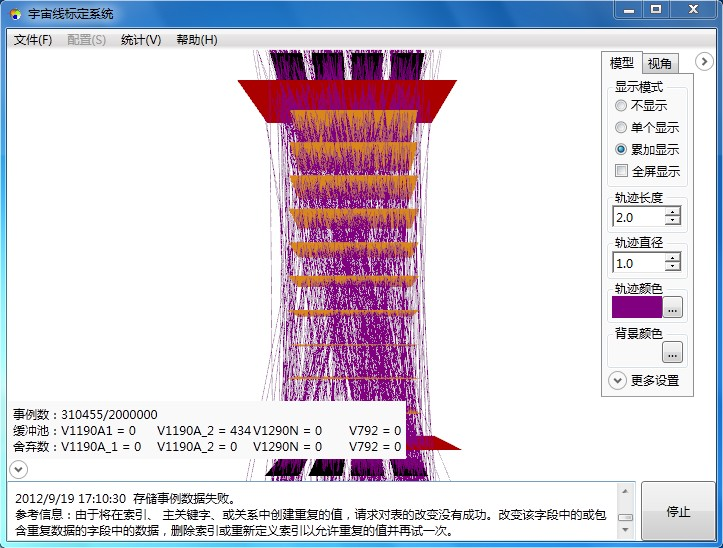 宇宙线标定系统
文件(F) 配置(S) 统计(V) 帮助(H)
模型 视角
显示模式
不显示
单个显示
累加显示
全屏显示
轨迹长度
2.0
轨迹直径
1.0
轨迹颜色
...
背景颜色
...
更多设置
事例数：310455/2000000
缓冲池：V1190A1 = 0 V1190A_2 = 434 V1290N = 0 V792 = 0
舍弃数：V1190A_1 = 0 V1190A_2 = 0 V1290N = 0 V792 = 0
2012/9/19 17:10:30 存储事例数据失败。
参考信息：由于将在索引、 主关键字、或关系中创建重复的值，请求对表的改变没有成功。改变该字段中的或包
含重复数据的字段中的数据，删除索引或重新定义索引以允许重复的值并再试一次。
停止